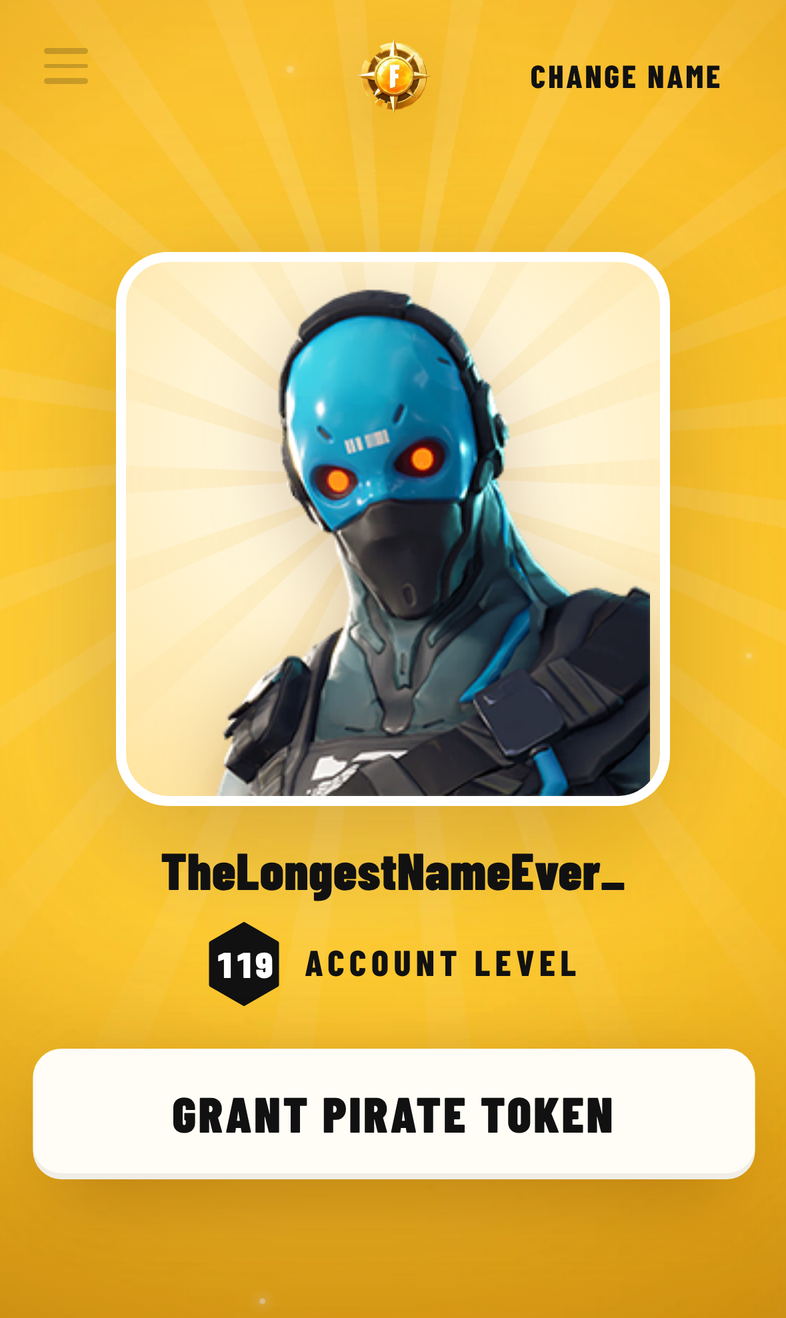 F
CHANGE NAME
TheLongestNameEver_
119 ACCOUNT LEVEL
GRANT PIRATE TOKEN